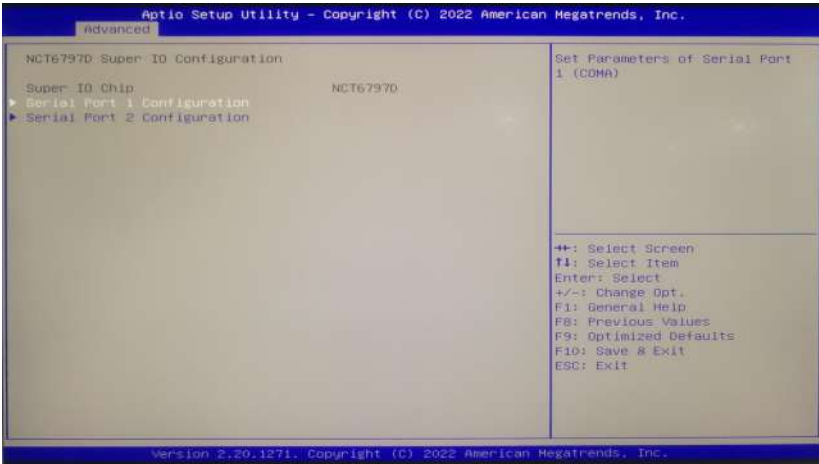 Aptio Setup Utility – Copyright (C) 2022 American Megatrends, Inc.
Advanced
NCT6797D Super IO Configuration
Super IO Chip NCT6797D
Serial Port 1 Configuration
Serial Port 2 Configuration
Set Parameters of Serial Port
1 (COMA)
→←: Select Screen
↑↓: Select Item
Enter: Select
+/-: Change Opt.
F1: General Help
F8: Previous Values
F9: Optimized Defaults
F10: Save & Exit
ESC: Exit
Version 2.20.1271. Copyright (C) 2022 American Megatrends, Inc.